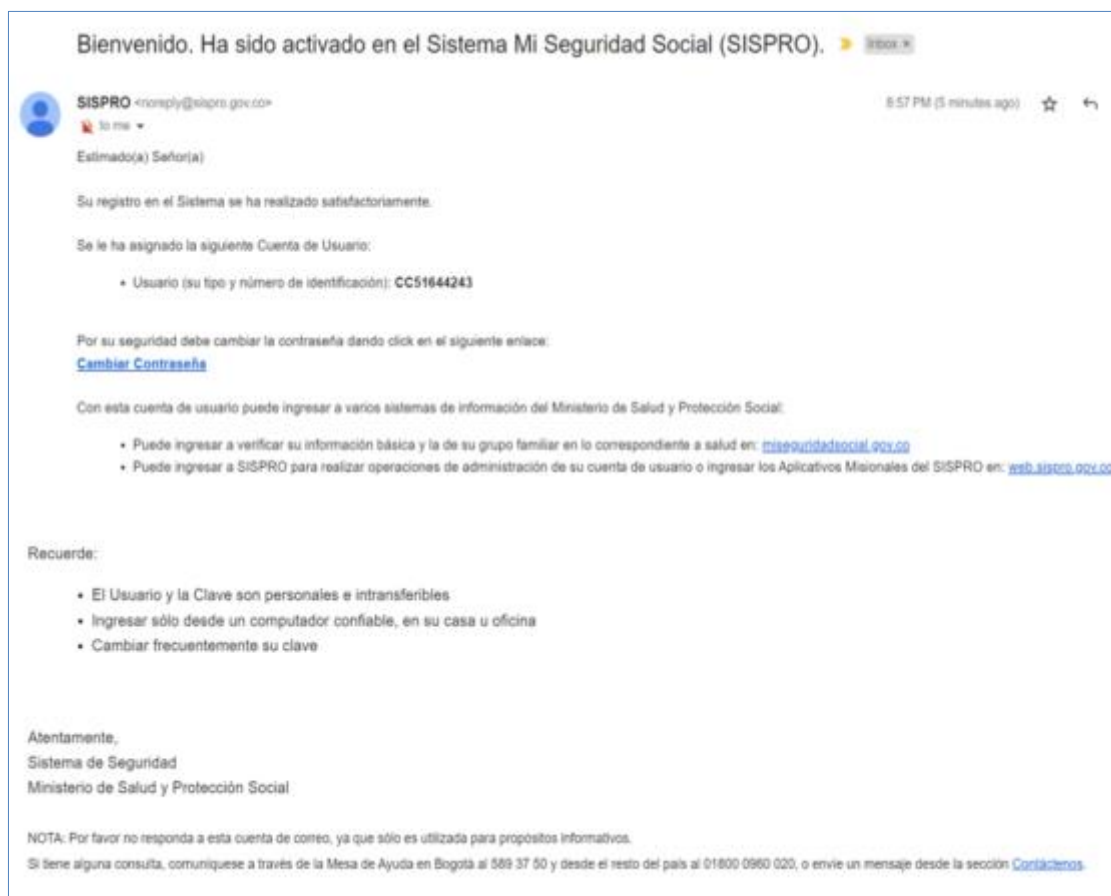 Bienvenido. Ha sido activado en el Sistema Mi Seguridad Social (SISPRO). Inbox ×
SISPRO <noreply@sispro.gov.co> 8:57 PM (5 minutes ago)
to me
Estimado(a) Señor(a)
Su registro en el Sistema se ha realizado satisfactoriamente.
Se le ha asignado la siguiente Cuenta de Usuario:
• Usuario (su tipo y número de identificación): CC51644243
Por su seguridad debe cambiar la contraseña dando click en el siguiente enlace:
Cambiar Contraseña
Con esta cuenta de usuario puede ingresar a varios sistemas de información del Ministerio de Salud y Protección Social:
• Puede ingresar a verificar su información básica y la de su grupo familiar en lo correspondiente a salud en: miseguridadsocial.gov.co
• Puede ingresar a SISPRO para realizar operaciones de administración de su cuenta de usuario o ingresar los Aplicativos Misionales del SISPRO en: web.sispro.gov.co
Recuerde:
• El Usuario y la Clave son personales e intransferibles
• Ingresar sólo desde un computador confiable, en su casa u oficina
• Cambiar frecuentemente su clave
Atentamente,
Sistema de Seguridad
Ministerio de Salud y Protección Social
NOTA: Por favor no responda a esta cuenta de correo, ya que sólo es utilizada para propósitos informativos.
Si tiene alguna consulta, comuníquese a través de la Mesa de Ayuda en Bogotá al 589 37 50 y desde el resto del país al 01800 0960 020, o envíe un mensaje desde la sección Contáctenos.